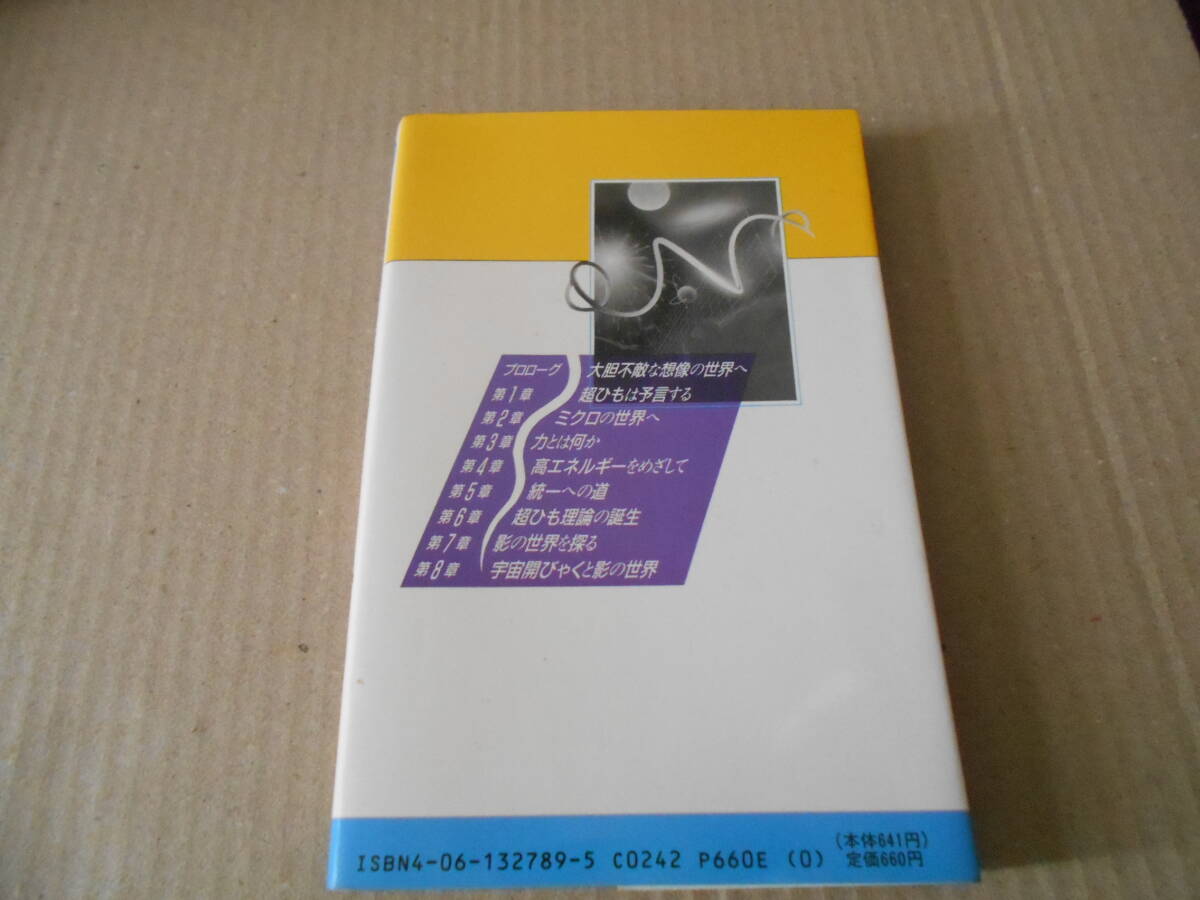 プロローグ 大胆不敵な想像の世界へ
第1章 超ひもは予言する
第2章 ミクロの世界へ
第3章 力とは何か
第4章 高エネルギーをめざして
第5章 統一への道
第6章 超ひも理論の誕生
第7章 影の世界を探る
第8章 宇宙開びゃくと影の世界
(本体641円)
ISBN4-06-132789-5 C0242 P660E (0) 定価660円